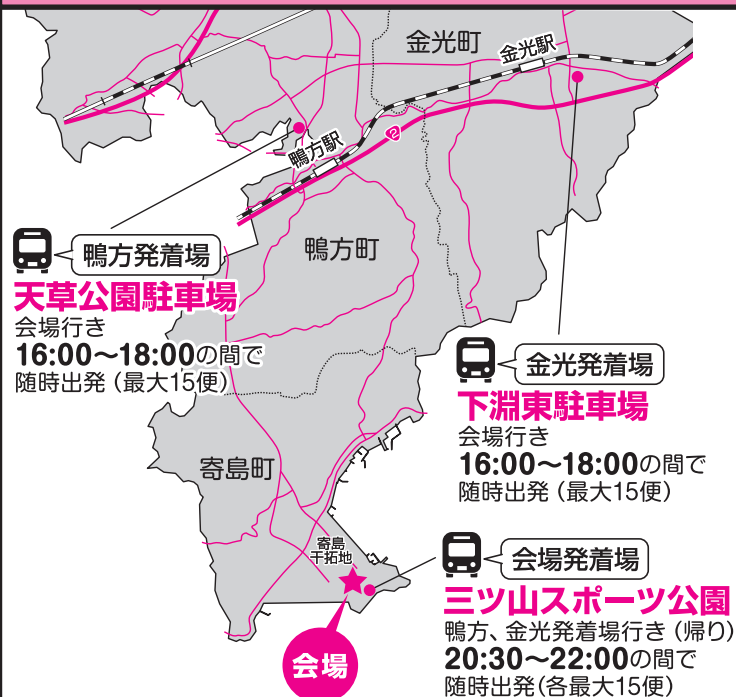 金光町
金光駅
2
鴨方駅
鴨方発着場
天草公園駐車場
会場行き
16:00〜18:00の間で
随時出発（最大15便）
鴨方町
金光発着場
下淵東駐車場
会場行き
16:00〜18:00の間で
随時出発（最大15便）
寄島町
寄島
干拓地
会場
会場発着場
三ツ山スポーツ公園
鴨方、金光発着場行き（帰り）
20:30〜22:00の間で
随時出発(各最大15便）